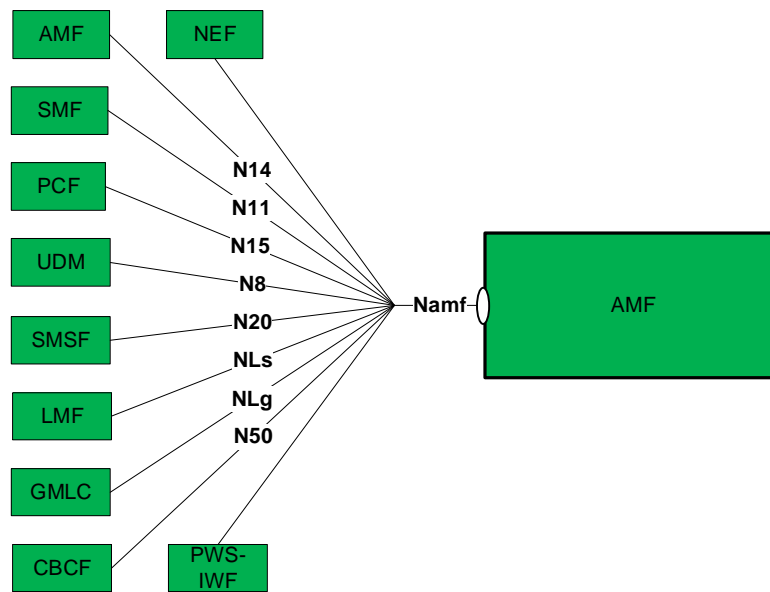 AMF
NEF
SMF
PCF
UDM
SMSF
LMF
GMLC
CBCF
PWS-
IWF
N14
N11
N15
N8
N20
NLs
NLg
N50
Namf
AMF